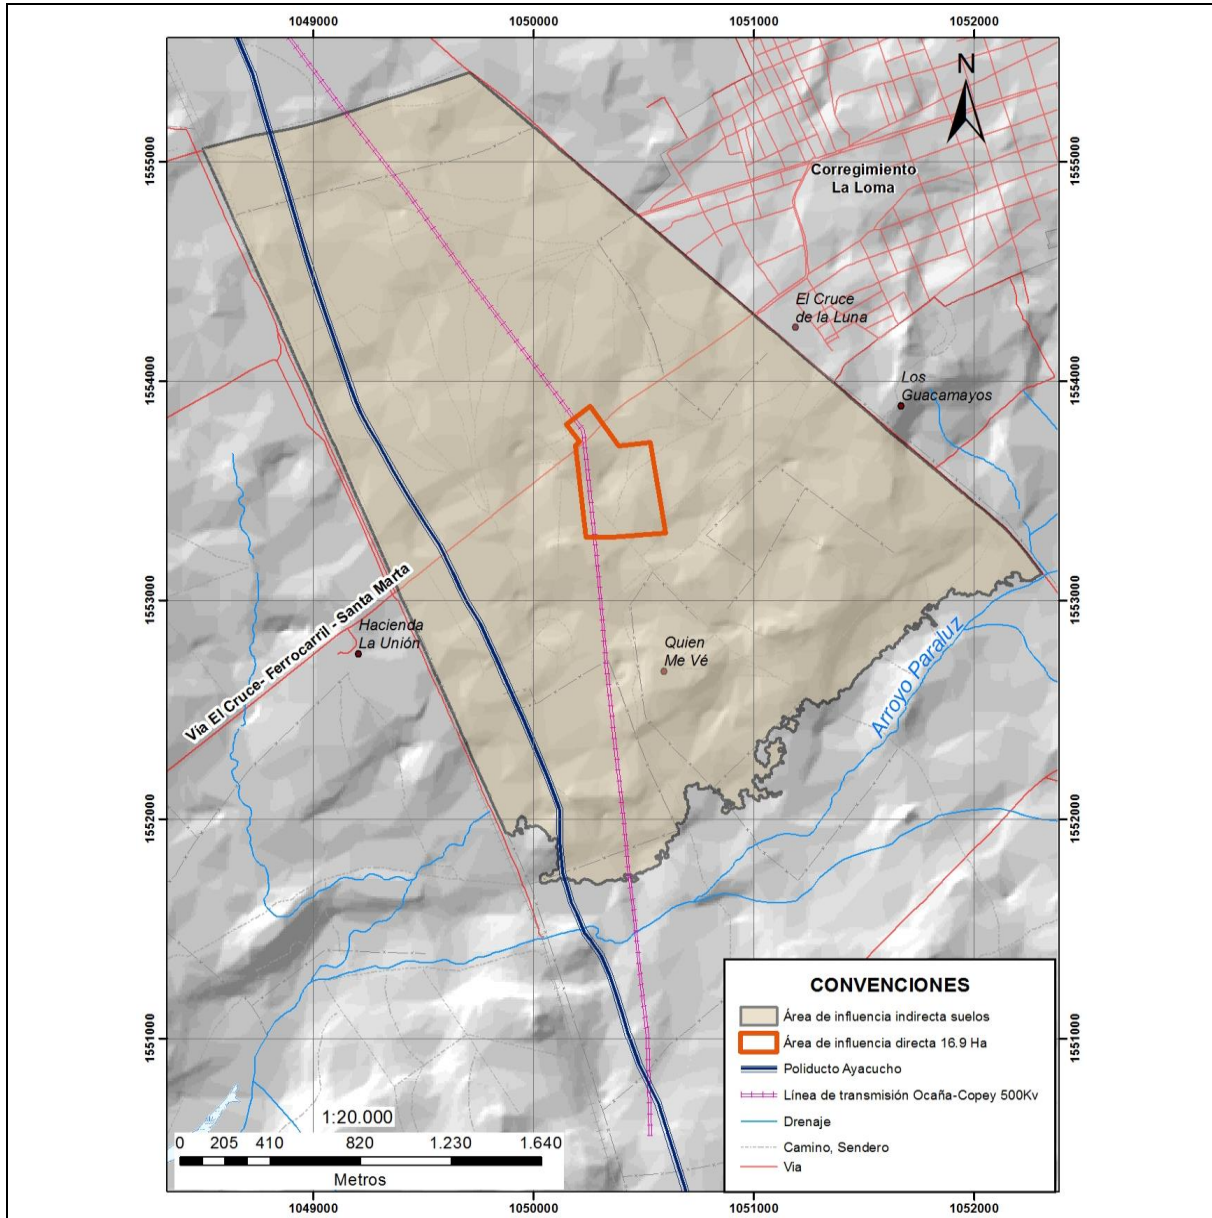 1049000
1050000
1051000
1052000
N
1555000
1555000
Corregimiento
La Loma
El Cruce
de la Luna
1554000
1554000
Los
Guacamayos
1553000
1553000
Vía El Cruce- Ferrocarril - Santa Marta
Hacienda
La Unión
Quien
Me Vé
Arroyo Paraluz
1552000
1552000
1551000
1551000
CONVENCIONES
Área de influencia indirecta suelos
Área de influencia directa 16.9 Ha
Poliducto Ayacucho
Línea de transmisión Ocaña-Copey 500Kv
Drenaje
Camino, Sendero
Via
1:20.000
0 205 410 820 1.230 1.640
Metros
1049000
1050000
1051000
1052000